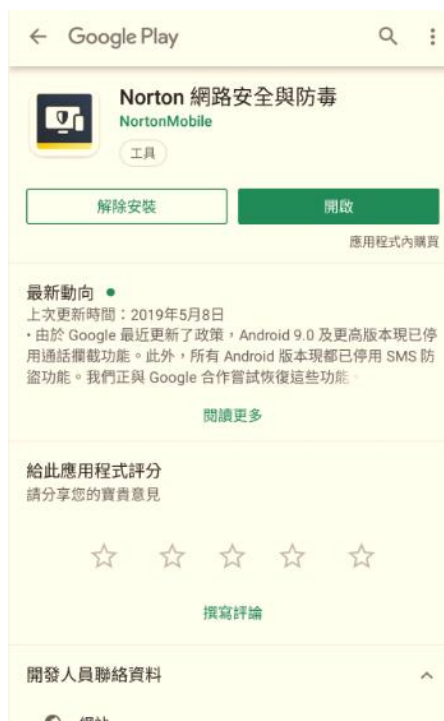 Google Play
Norton 網路安全與防毒
NortonMobile
工具
解除安裝
開啟
應用程式內購買
最新動向
上次更新時間：2019年5月8日
・由於 Google 最近更新了政策，Android 9.0 及更高版本現已停
用通話攔截功能。此外，所有 Android 版本現都已停用 SMS 防
盜功能。我們正與 Google 合作嘗試恢復這些功能。
閱讀更多
給此應用程式評分
請分享您的寶貴意見
撰寫評論
開發人員聯絡資料